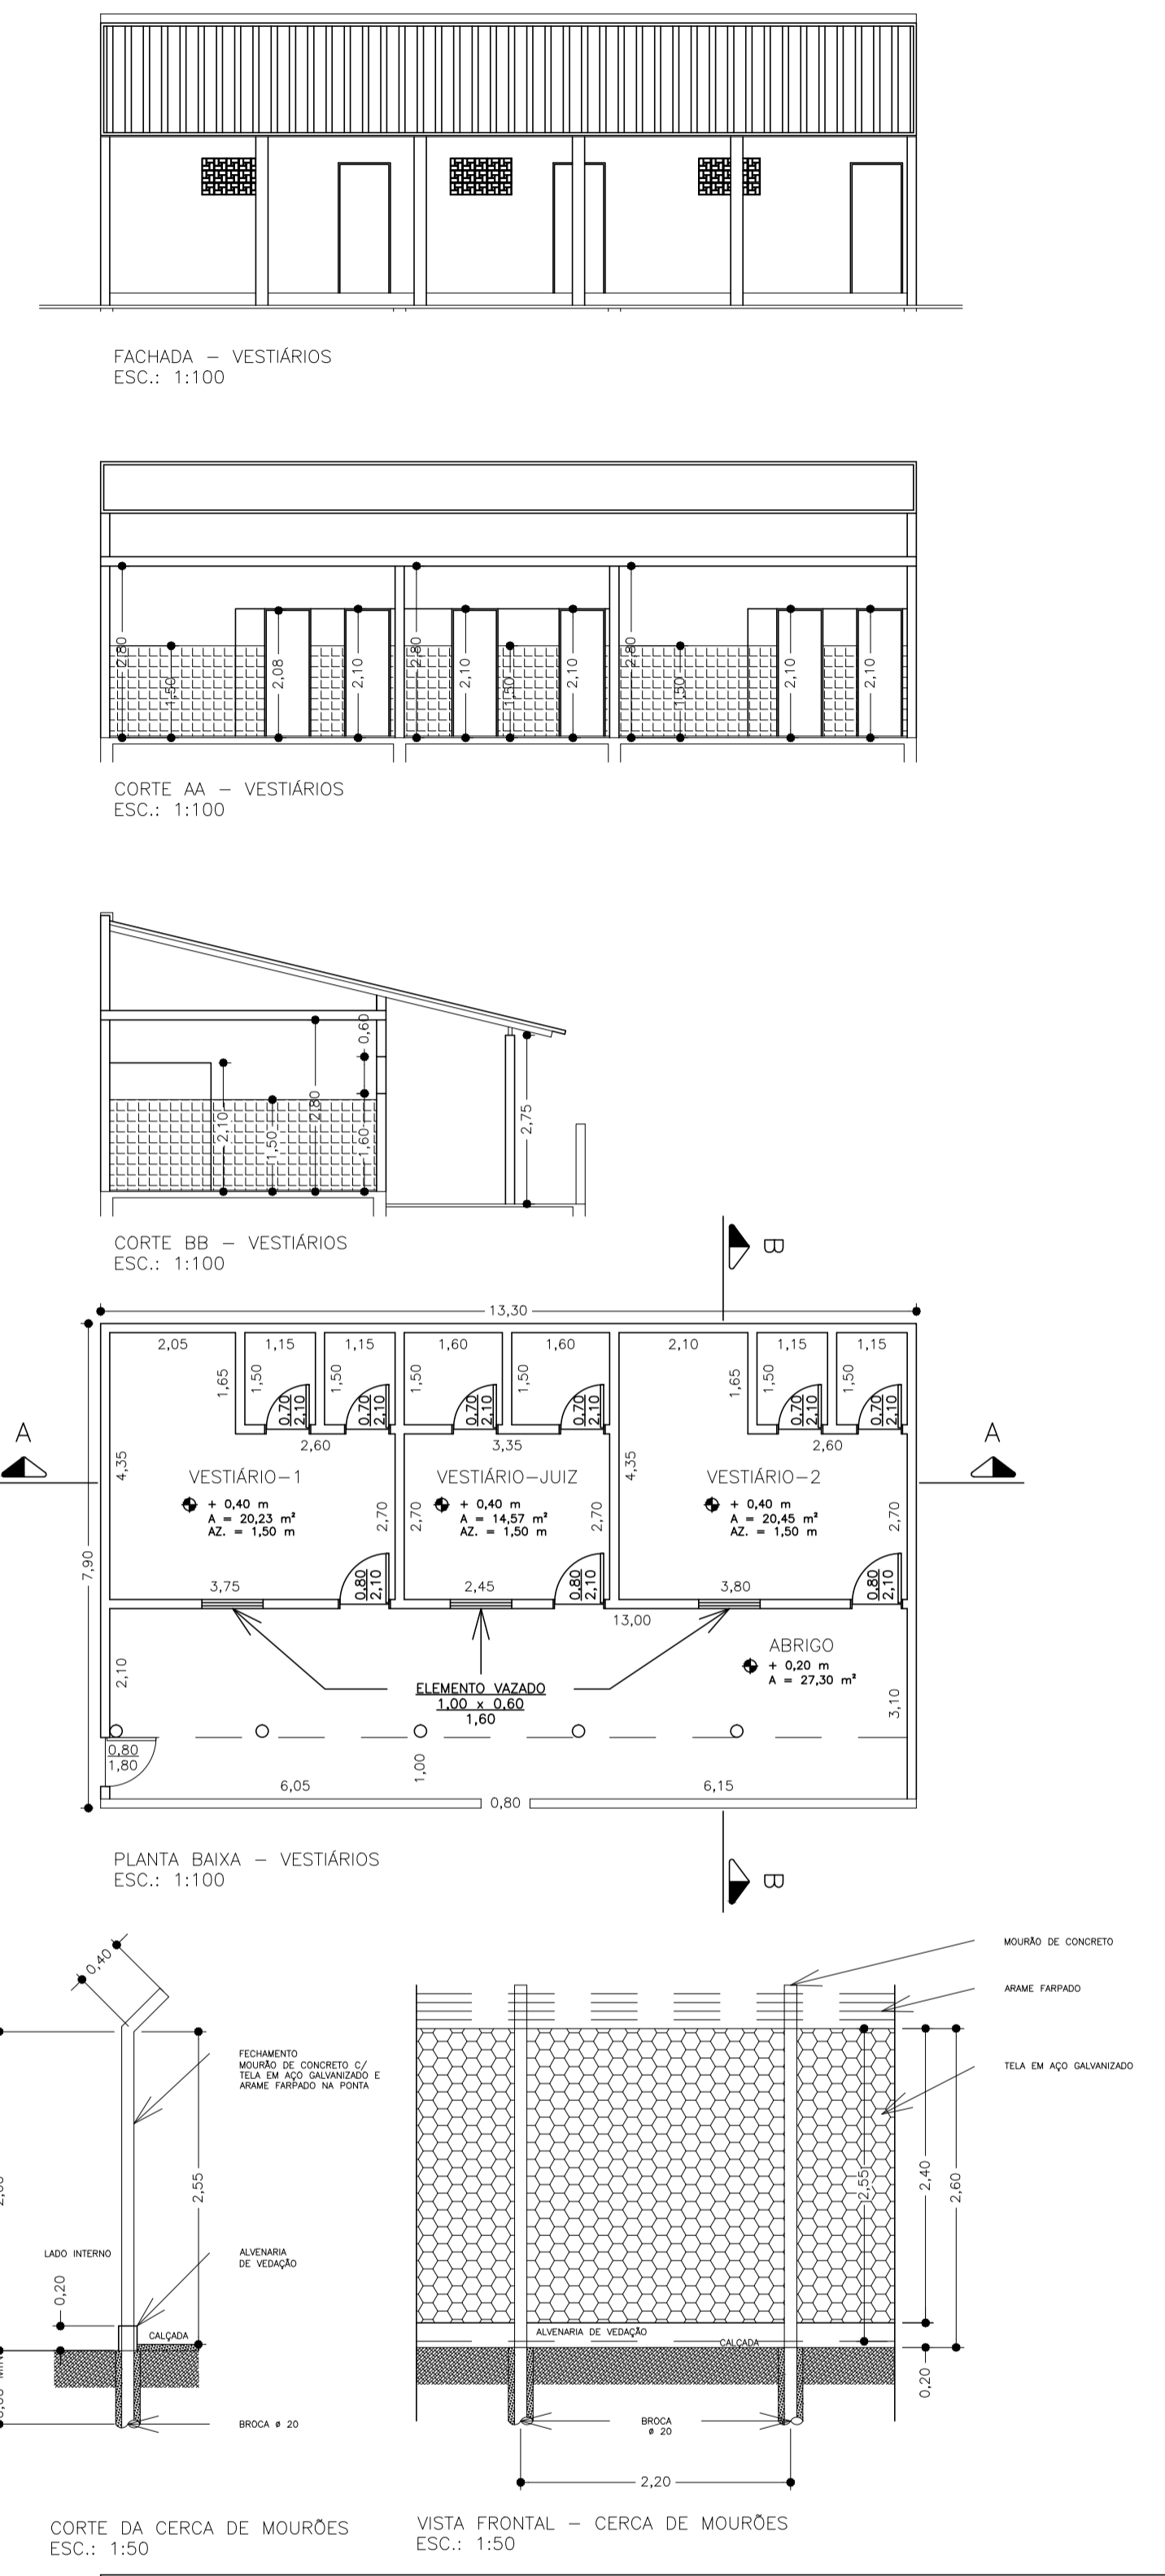 FACHADA – VESTIÁRIOS
ESC.: 1:100
2,80
1,50
2,08
2,10
2,80
2,10
1,50
2,10
2,80
1,50
2,10
2,10
CORTE AA – VESTIÁRIOS
ESC.: 1:100
0,60
2,10
1,50
2,80
1,60
2,75
CORTE BB – VESTIÁRIOS
ESC.: 1:100
B
13,30
2,05
1,15
1,15
1,60
1,60
2,10
1,15
1,15
1,65
1,50
1,50
1,50
1,50
1,65
1,50
1,50
0,70
2,10
0,70
2,10
0,70
2,10
0,70
2,10
0,70
2,10
0,70
2,10
A
2,60
3,35
2,60
A
4,35
VESTIÁRIO–1
VESTIÁRIO–JUIZ
4,35
VESTIÁRIO–2
+ 0,40 m
A = 20,23 m²
AZ. = 1,50 m
2,70
2,70
+ 0,40 m
A = 14,57 m²
AZ. = 1,50 m
2,70
+ 0,40 m
A = 20,45 m²
AZ. = 1,50 m
2,70
7,90
3,75
0,80
2,10
2,45
0,80
2,10
3,80
0,80
2,10
13,00
2,10
ABRIGO
+ 0,20 m
A = 27,30 m²
ELEMENTO VAZADO
1,00 x 0,60
1,60
3,10
0,80
1,80
1,00
6,05
6,15
0,80
PLANTA BAIXA – VESTIÁRIOS
ESC.: 1:100
B
0,40
FECHAMENTO
MOURÃO DE CONCRETO C/
TELA EM AÇO GALVANIZADO E
ARAME FARPADO NA PONTA
2,55
LADO INTERNO
0,20
ALVENARIA
DE VEDAÇÃO
CALÇADA
BROCA ø 20
CORTE DA CERCA DE MOURÕES
ESC.: 1:50
MOURÃO DE CONCRETO
ARAME FARPADO
TELA EM AÇO GALVANIZADO
2,55
2,40
2,60
ALVENARIA DE VEDAÇÃO
CALÇADA
0,20
BROCA
ø 20
2,20
VISTA FRONTAL – CERCA DE MOURÕES
ESC.: 1:50